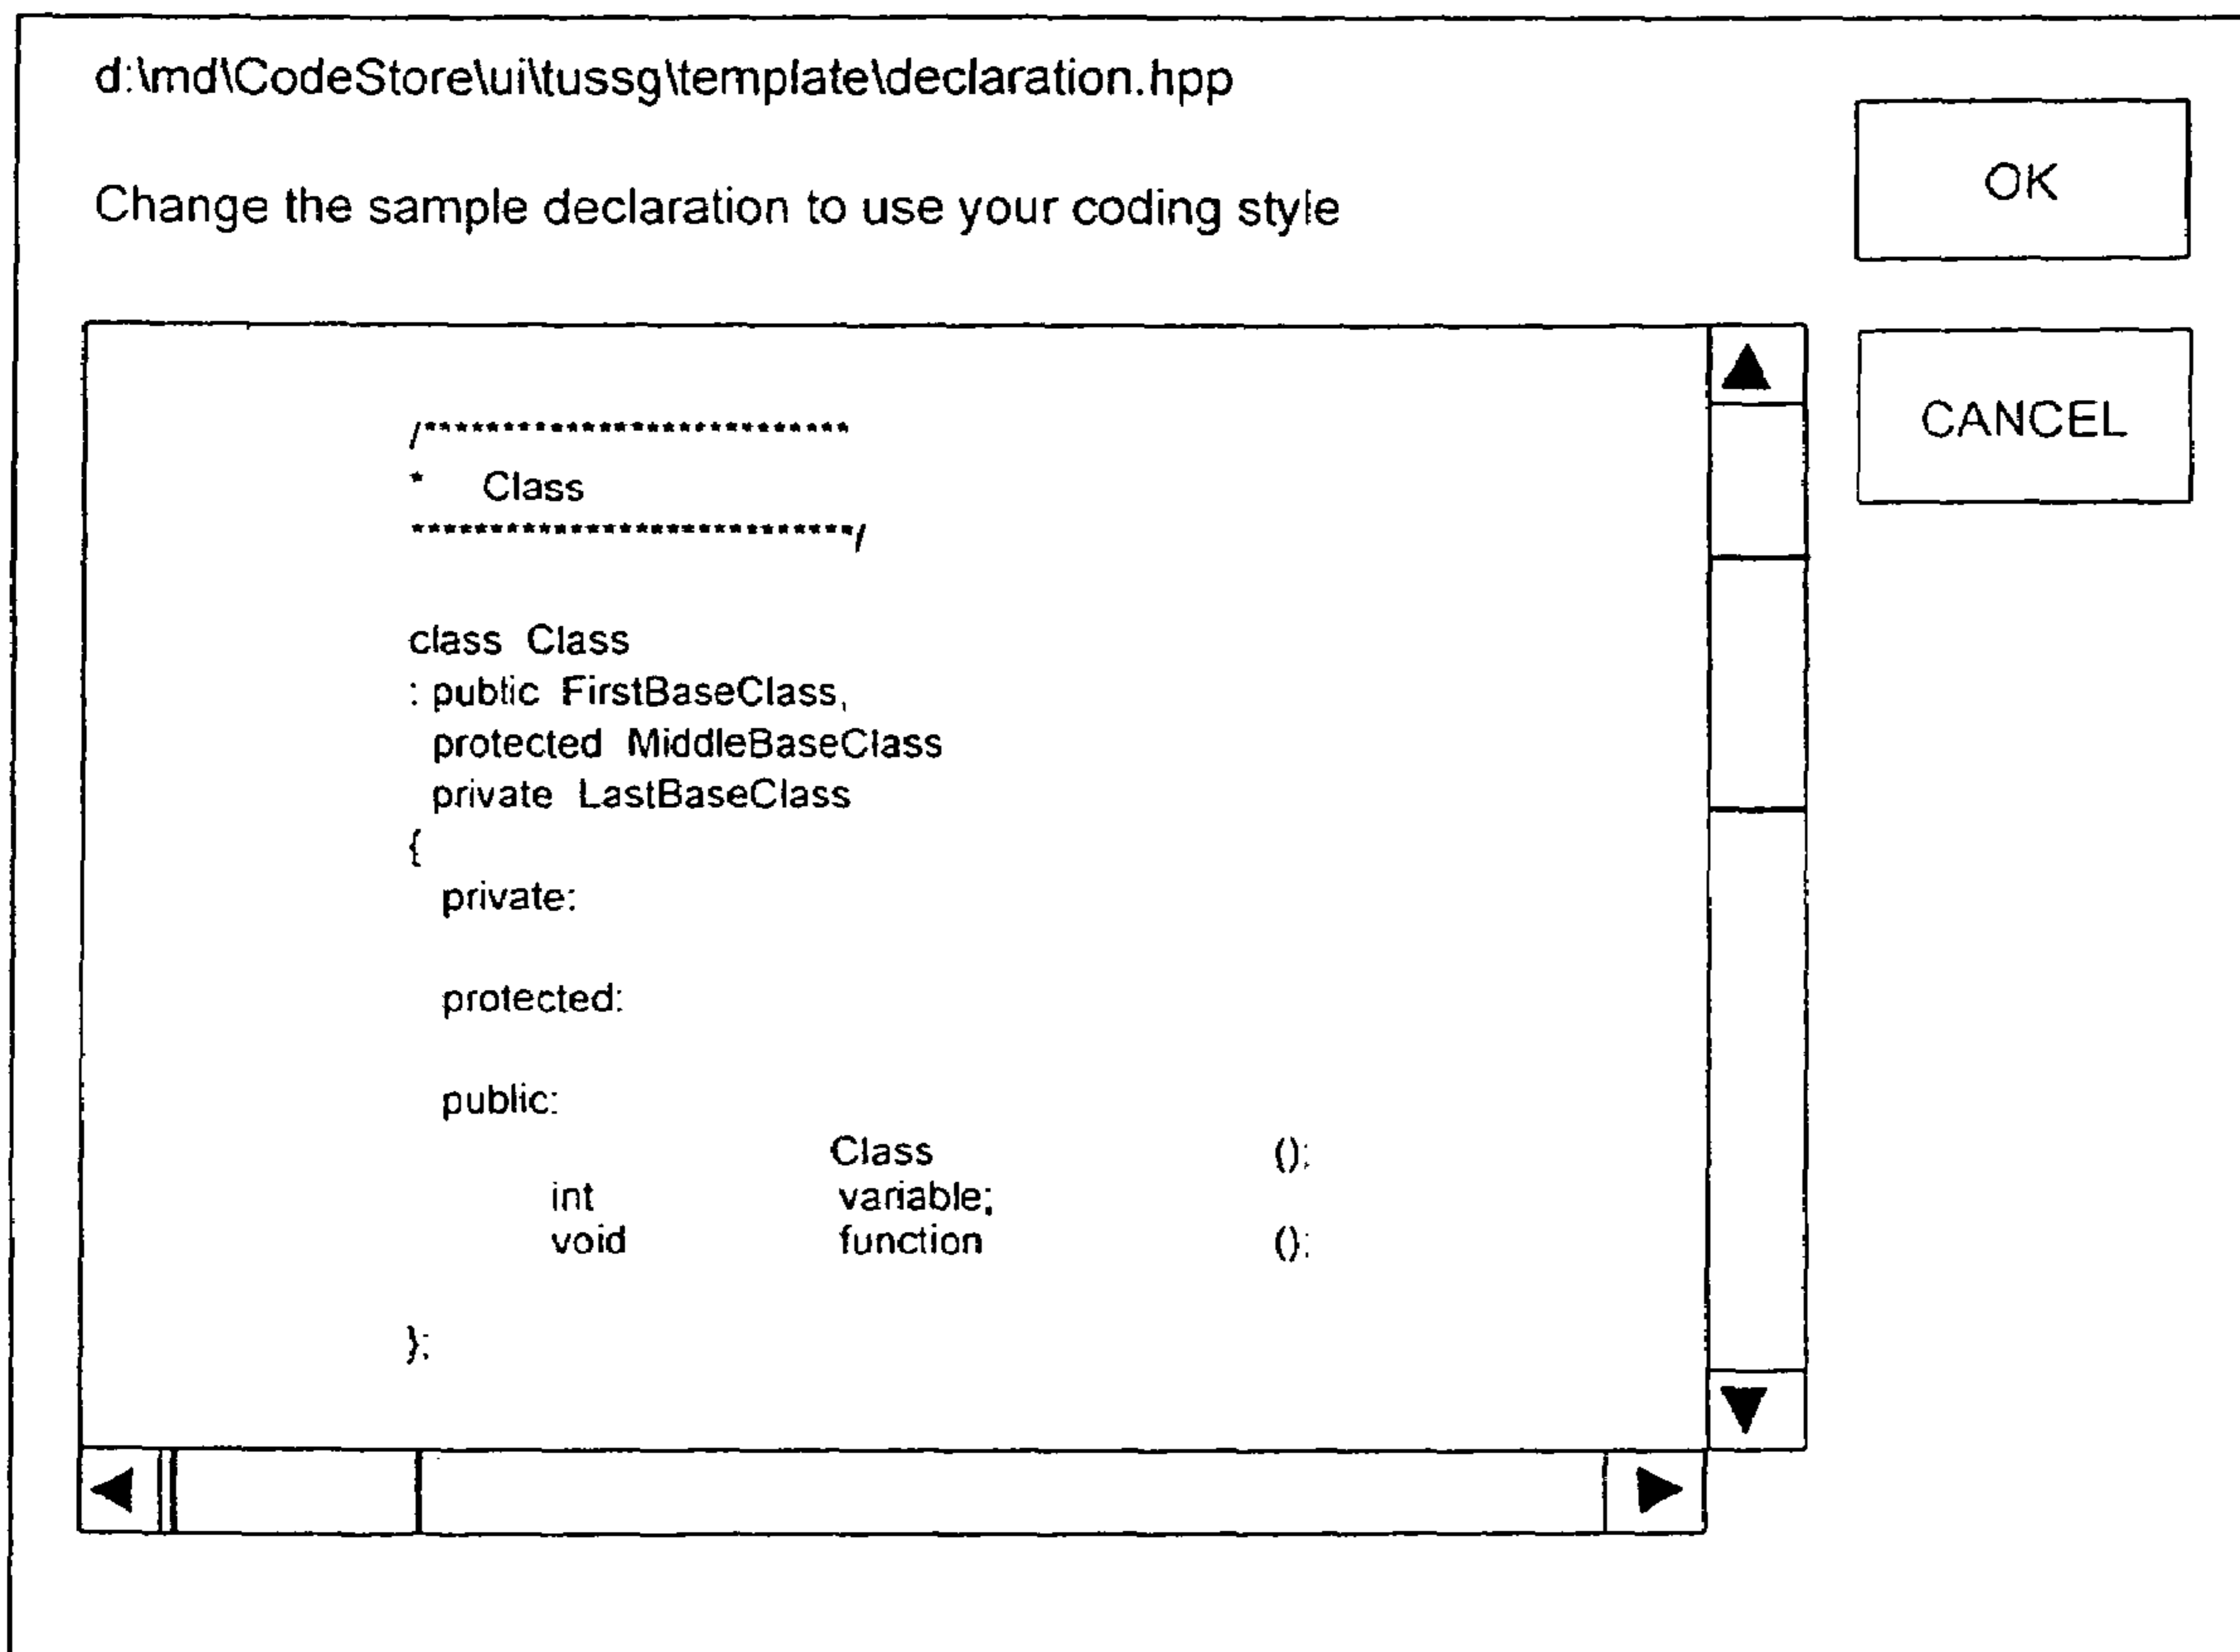 d:\md\CodeStore\ui\tussg\template\declaration.hpp
Change the sample declaration to use your coding style
OK
CANCEL
/***************************
* Class
****************************/
class Class
: public FirstBaseClass,
protected MiddleBaseClass
private LastBaseClass
{
private:
protected:
public:
Class ();
int variable;
void function ();
};